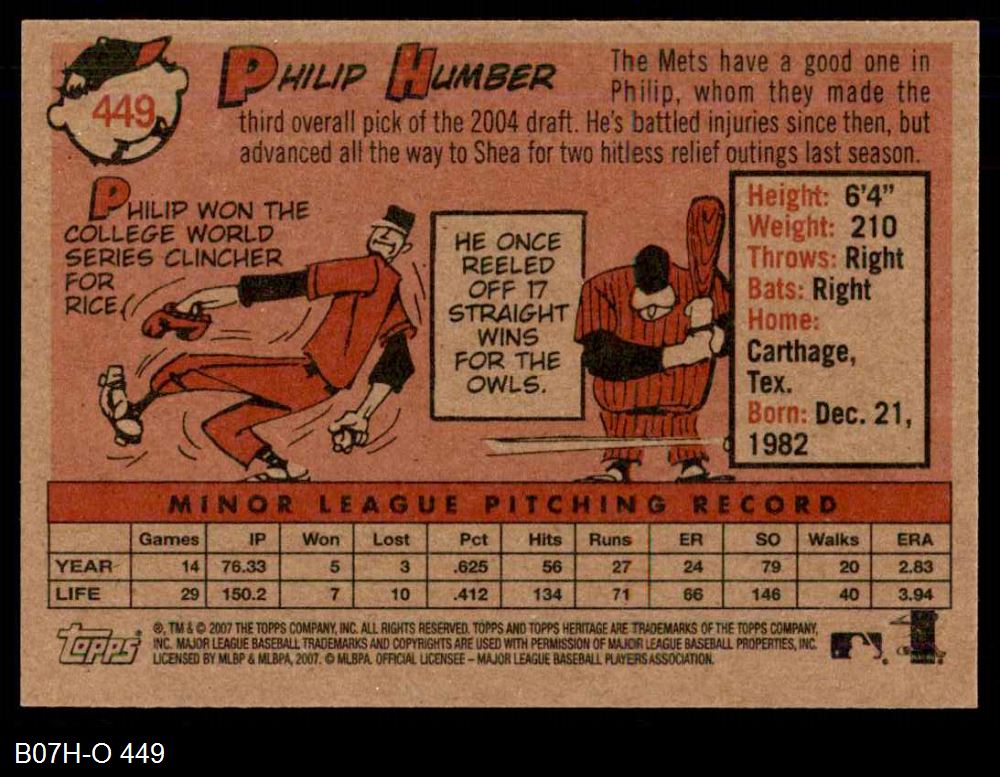 449
PHILIP HUMBER
The Mets have a good one in
Philip, whom they made the
third overall pick of the 2004 draft. He's battled injuries since then, but
advanced all the way to Shea for two hitless relief outings last season.
PHILIP WON THE
COLLEGE WORLD
SERIES CLINCHER
FOR
RICE.
HE ONCE
REELED
OFF 17
STRAIGHT
WINS
FOR THE
OWLS.
Height: 6'4"
Weight: 210
Throws: Right
Bats: Right
Home:
Carthage,
Tex.
Born: Dec. 21,
1982
MINOR LEAGUE PITCHING RECORD
Games IP Won Lost Pct Hits Runs ER SO Walks ERA
YEAR 14 76.33 5 3 .625 56 27 24 79 20 2.83
LIFE 29 150.2 7 10 .412 134 71 66 146 40 3.94
Topps®
®, TM & © 2007 THE TOPPS COMPANY, INC. ALL RIGHTS RESERVED. TOPPS AND TOPPS HERITAGE ARE TRADEMARKS OF THE TOPPS COMPANY,
INC. MAJOR LEAGUE BASEBALL TRADEMARKS AND COPYRIGHTS ARE USED WITH PERMISSION OF MAJOR LEAGUE BASEBALL PROPERTIES, INC.
LICENSED BY MLBP & MLBPA, 2007. © MLBPA. OFFICIAL LICENSEE – MAJOR LEAGUE BASEBALL PLAYERS ASSOCIATION.
B07H-O 449